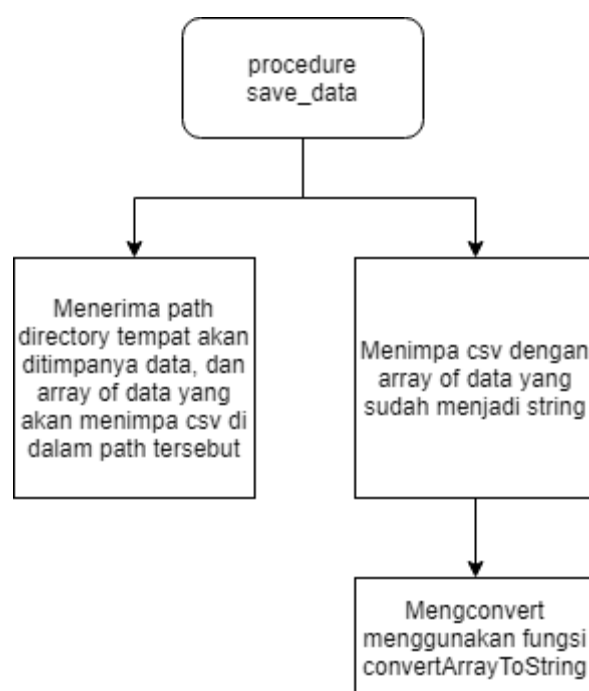 procedure
save_data
Menerima path
directory tempat akan
ditimpanya data, dan
array of data yang
akan menimpa csv di
dalam path tersebut
Menimpa csv dengan
array of data yang
sudah menjadi string
Mengconvert
menggunakan fungsi
convertArrayToString